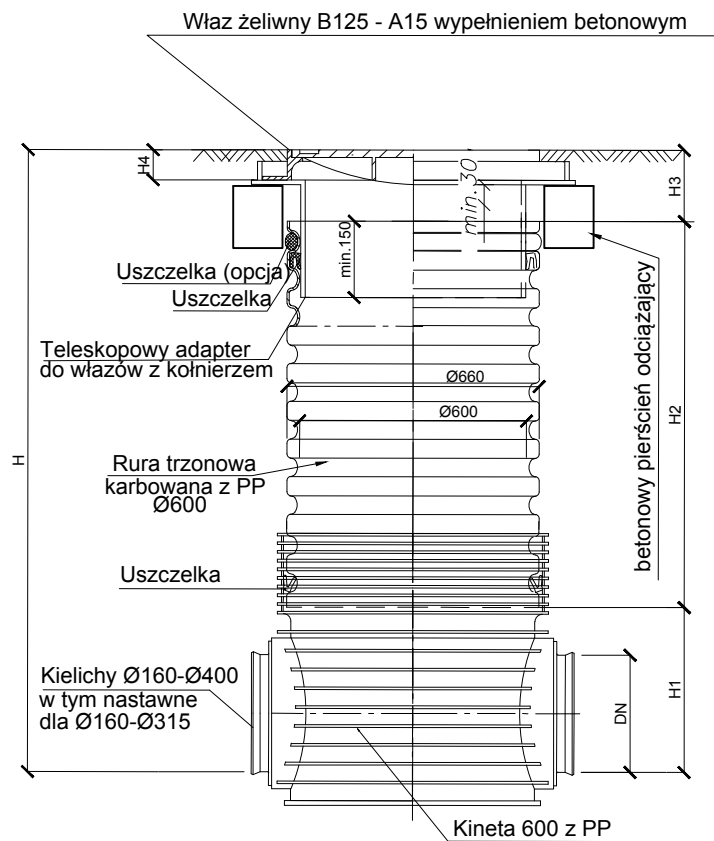 Właz żeliwny B125 - A15 wypełnieniem betonowym
H4
min. 30
H3
min.150
Uszczelka (opcja)
Uszczelka
Teleskopowy adapter
do włazów z kołnierzem
Ø660
Ø600
H
H2
betonowy pierścień odciążający
Rura trzonowa
karbowana z PP
Ø600
Uszczelka
Kielichy Ø160-Ø400
w tym nastawne
dla Ø160-Ø315
DN
H1
Kineta 600 z PP